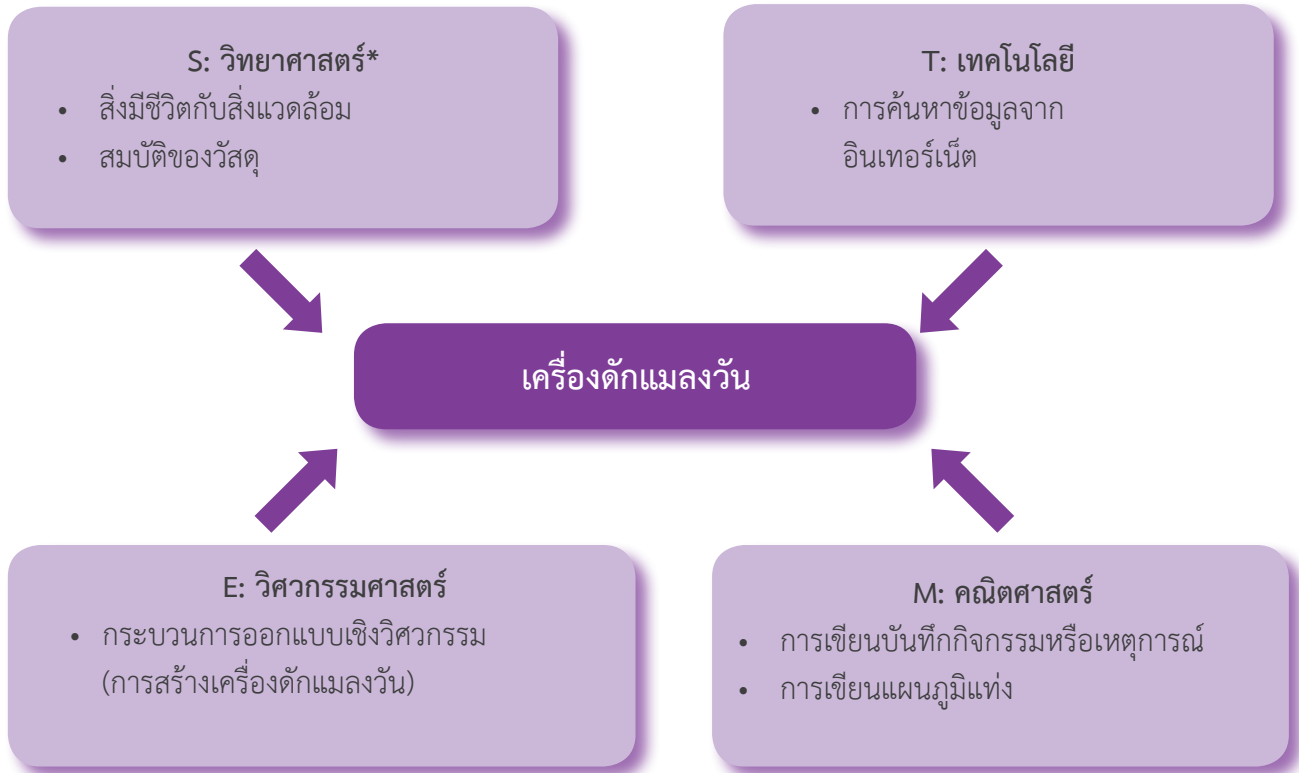 S: วิทยาศาสตร์*
• สิ่งมีชีวิตกับสิ่งแวดล้อม
• สมบัติของวัสดุ
T: เทคโนโลยี
• การค้นหาข้อมูลจาก
อินเทอร์เน็ต
เครื่องดักแมลงวัน
E: วิศวกรรมศาสตร์
• กระบวนการออกแบบเชิงวิศวกรรม
(การสร้างเครื่องดักแมลงวัน)
M: คณิตศาสตร์
• การเขียนบันทึกกิจกรรมหรือเหตุการณ์
• การเขียนแผนภูมิแท่ง